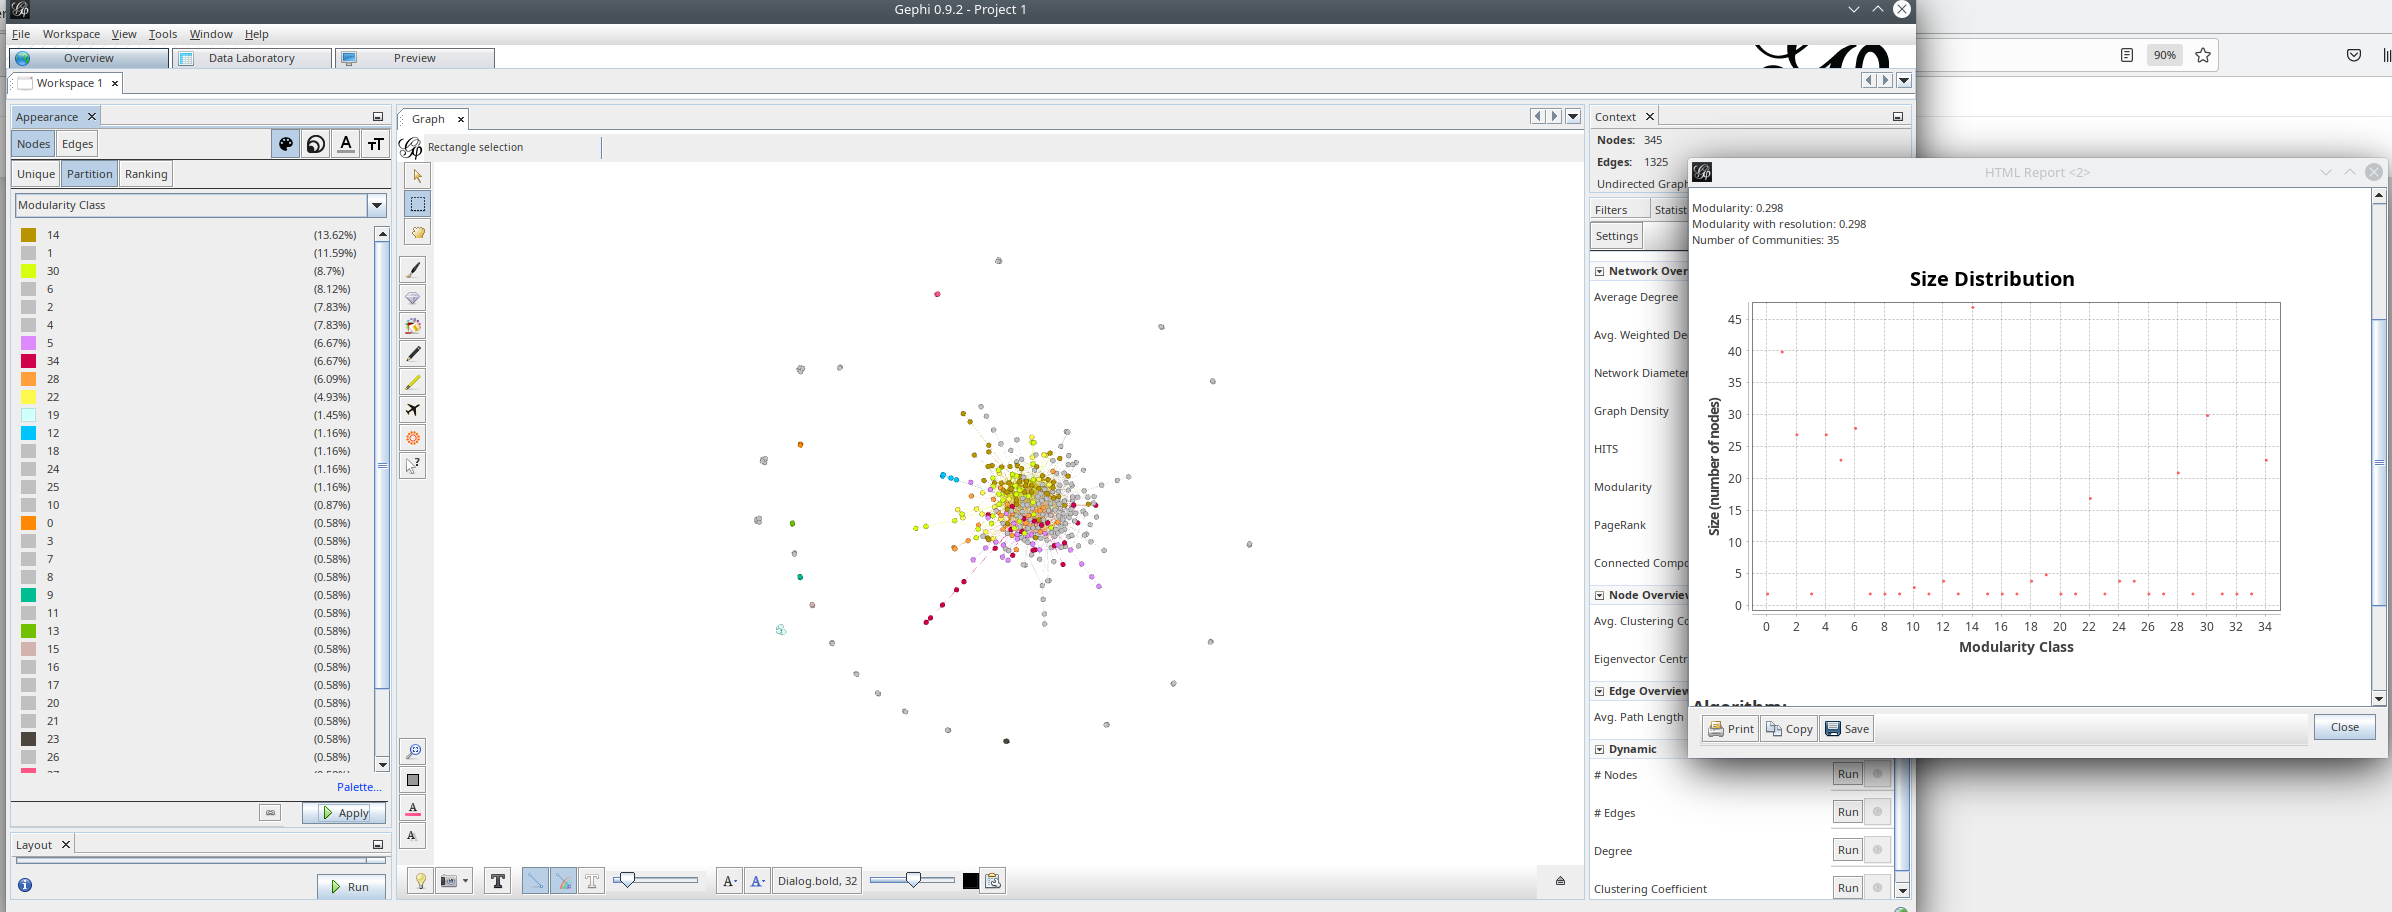 Gephi 0.9.2 - Project 1
File Workspace View Tools Window Help
Overview Data Laboratory Preview
90%
Workspace 1
Appearance
Nodes Edges
Unique Partition Ranking
Modularity Class
14 (13.62%)
1 (11.59%)
30 (8.7%)
6 (8.12%)
2 (7.83%)
4 (7.83%)
5 (6.67%)
34 (6.67%)
28 (6.09%)
22 (4.93%)
19 (1.45%)
12 (1.16%)
18 (1.16%)
24 (1.16%)
25 (1.16%)
10 (0.87%)
0 (0.58%)
3 (0.58%)
7 (0.58%)
8 (0.58%)
9 (0.58%)
11 (0.58%)
13 (0.58%)
15 (0.58%)
16 (0.58%)
17 (0.58%)
20 (0.58%)
21 (0.58%)
23 (0.58%)
26 (0.58%)
Palette...
Apply
Layout
Run
Graph
Rectangle selection
Dialog.bold, 32
Context
Nodes: 345
Edges: 1325
Undirected Graph
Filters Statist
Settings
Network Over
Average Degree
Avg. Weighted De
Network Diameter
Graph Density
HITS
Modularity
PageRank
Connected Compo
Node Overview
Avg. Clustering Co
Eigenvector Centr
Edge Overview
Avg. Path Length
Dynamic
# Nodes Run
# Edges Run
Degree Run
Clustering Coefficient Run
HTML Report <2>
Modularity: 0.298
Modularity with resolution: 0.298
Number of Communities: 35
Size Distribution
Size (number of nodes)
45
40
35
30
25
20
15
10
5
0
0 2 4 6 8 10 12 14 16 18 20 22 24 26 28 30 32 34
Modularity Class
Algorithm:
Print Copy Save Close